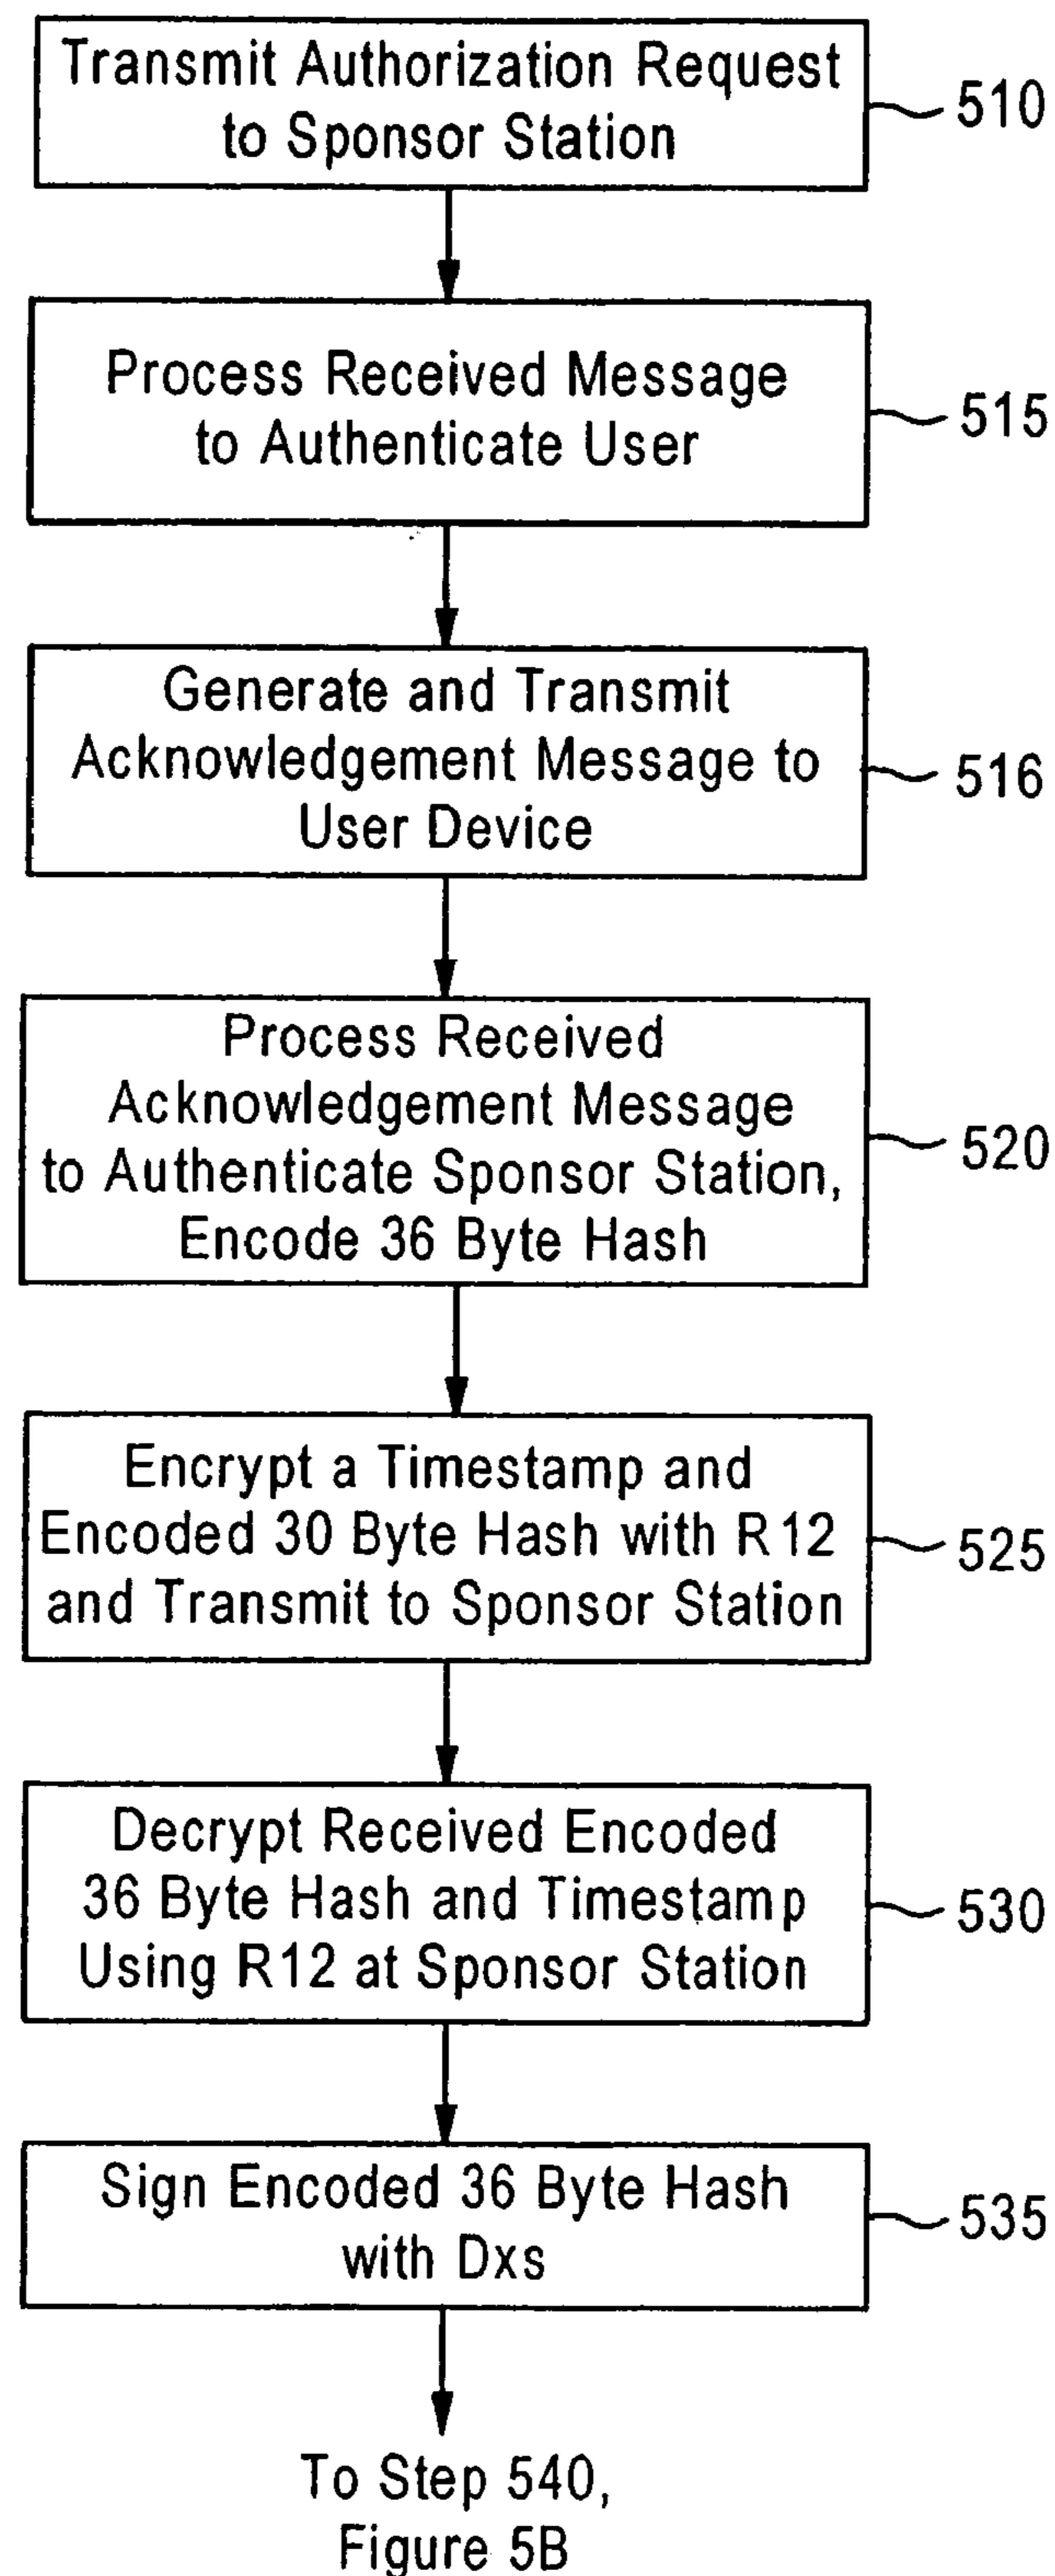 Transmit Authorization Request
to Sponsor Station
510
Process Received Message
to Authenticate User
515
Generate and Transmit
Acknowledgement Message to
User Device
516
Process Received
Acknowledgement Message
to Authenticate Sponsor Station,
Encode 36 Byte Hash
520
Encrypt a Timestamp and
Encoded 30 Byte Hash with R12
and Transmit to Sponsor Station
525
Decrypt Received Encoded
36 Byte Hash and Timestamp
Using R12 at Sponsor Station
530
Sign Encoded 36 Byte Hash
with Dxs
535
To Step 540,
Figure 5B